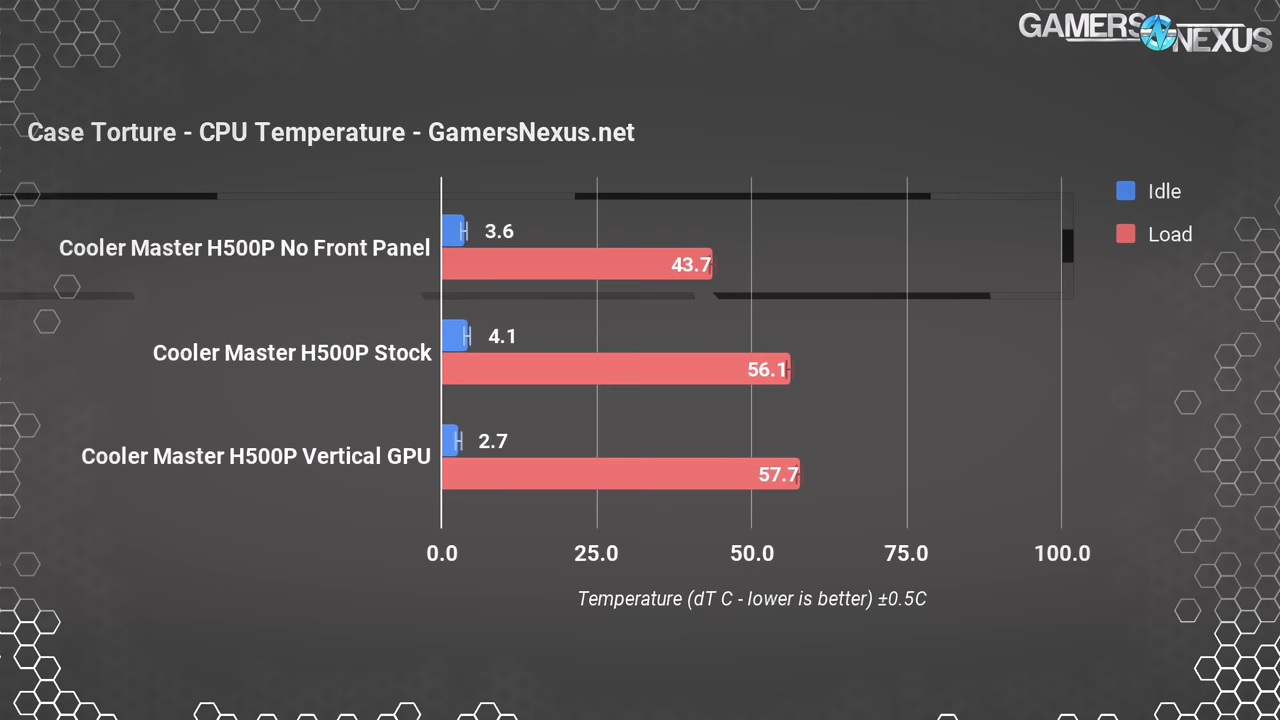 GAMERS NEXUS
Case Torture - CPU Temperature - GamersNexus.net
Idle
Load
Cooler Master H500P No Front Panel
3.6
43.7
Cooler Master H500P Stock
4.1
56.1
Cooler Master H500P Vertical GPU
2.7
57.7
0.0 25.0 50.0 75.0 100.0
Temperature (dT C - lower is better) ±0.5C